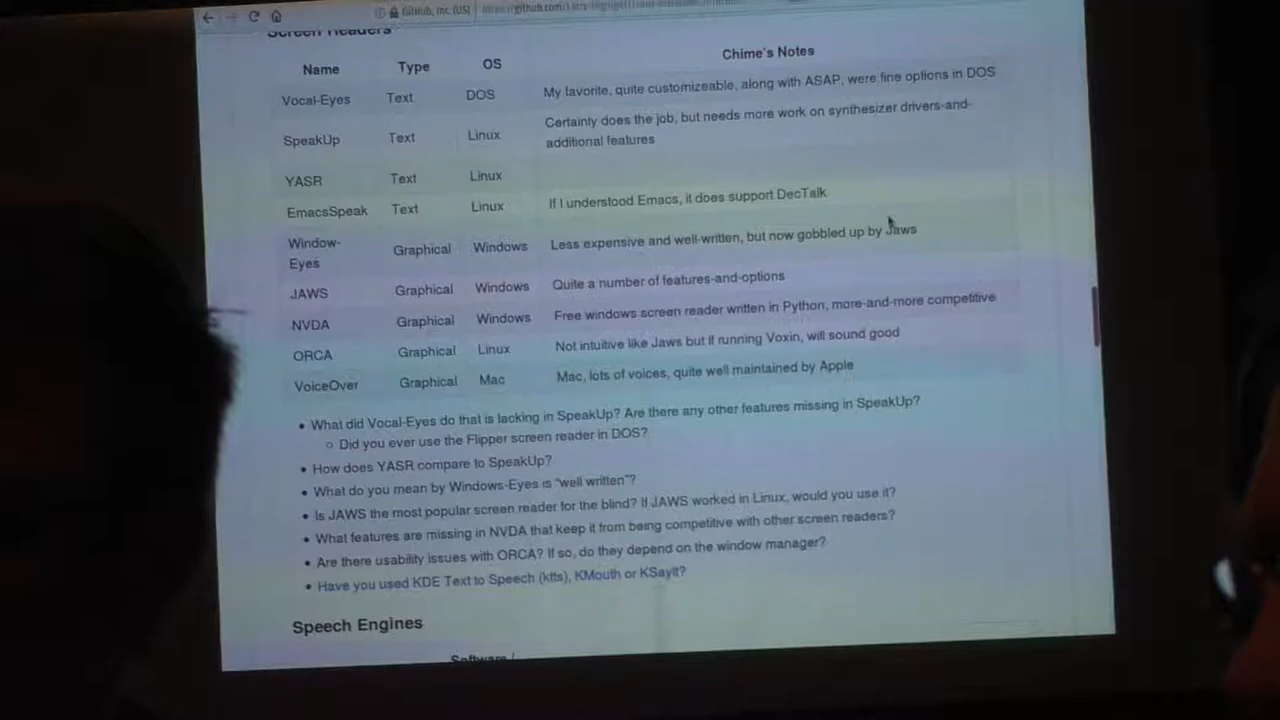 GitHub, Inc. (US)
Screen Readers
Name Type OS Chime's Notes
Vocal-Eyes Text DOS My favorite, quite customizeable, along with ASAP, were fine options in DOS
SpeakUp Text Linux Certainly does the job, but needs more work on synthesizer drivers-and-
additional features
YASR Text Linux
EmacsSpeak Text Linux If I understood Emacs, it does support DecTalk
Window-
Eyes Graphical Windows Less expensive and well-written, but now gobbled up by Jaws
JAWS Graphical Windows Quite a number of features-and-options
NVDA Graphical Windows Free windows screen reader written in Python, more-and-more competitive
ORCA Graphical Linux Not intuitive like Jaws but if running Voxin, will sound good
VoiceOver Graphical Mac Mac, lots of voices, quite well maintained by Apple
• What did Vocal-Eyes do that is lacking in SpeakUp? Are there any other features missing in SpeakUp?
○ Did you ever use the Flipper screen reader in DOS?
• How does YASR compare to SpeakUp?
• What do you mean by Windows-Eyes is "well written"?
• Is JAWS the most popular screen reader for the blind? If JAWS worked in Linux, would you use it?
• What features are missing in NVDA that keep it from being competitive with other screen readers?
• Are there usability issues with ORCA? If so, do they depend on the window manager?
• Have you used KDE Text to Speech (ktts), KMouth or KSayIt?
Speech Engines
Software /